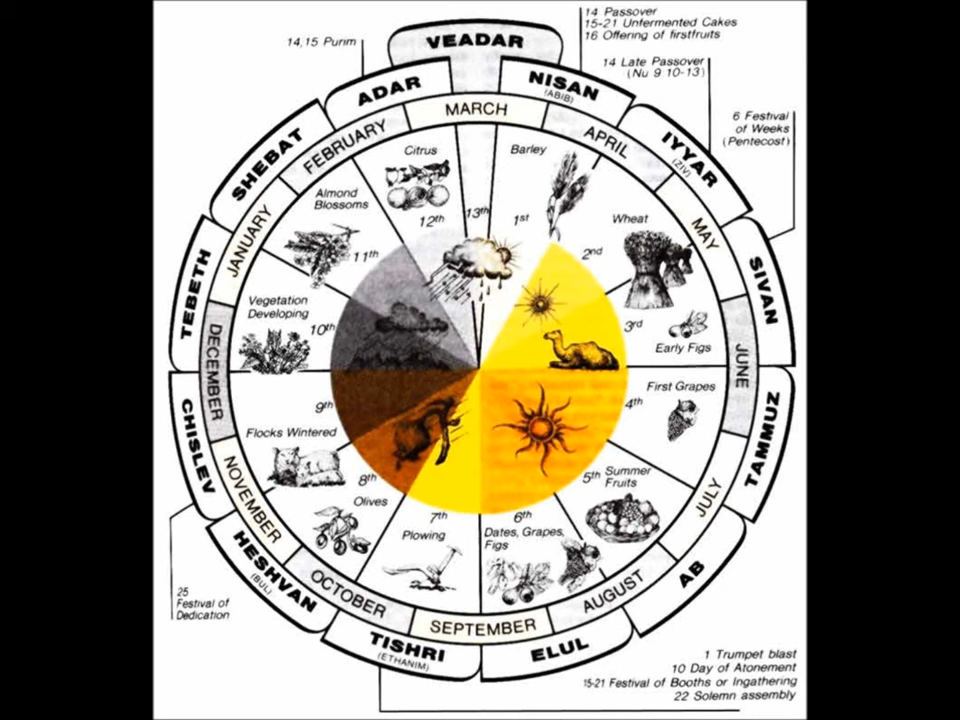 14 Passover
15-21 Unfermented Cakes
16 Offering of firstfruits
14,15 Purim
VEADAR
14 Late Passover
(Nu 9 10-13)
6 Festival
of Weeks
(Pentecost)
ADAR
NISAN
(ABIB)
IYYAR
(ZIV)
SIVAN
TAMMUZ
AB
ELUL
TISHRI
(ETHANIM)
HESHVAN
(BUL)
CHISLEV
TEBETH
SHEBAT
MARCH
APRIL
MAY
JUNE
JULY
AUGUST
SEPTEMBER
OCTOBER
NOVEMBER
DECEMBER
JANUARY
FEBRUARY
13th
Barley
1st
Wheat
2nd
3rd
Early Figs
First Grapes
4th
5th Summer
Fruits
6th
Dates, Grapes,
Figs
7th
Plowing
8th
Olives
9th
Flocks Wintered
Vegetation
Developing
10th
Almond
Blossoms
11th
Citrus
12th
25
Festival of
Dedication
1 Trumpet blast
10 Day of Atonement
15-21 Festival of Booths or Ingathering
22 Solemn assembly